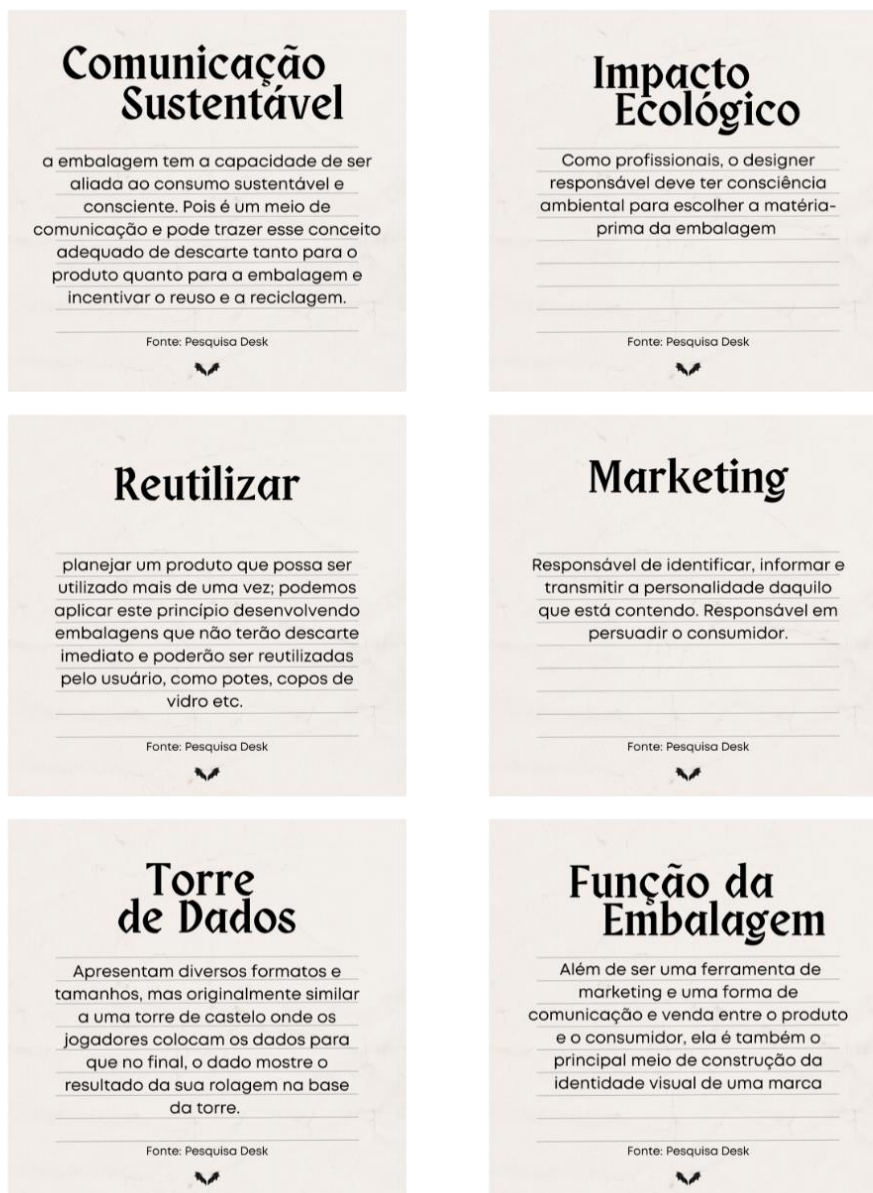 Comunicação
Sustentável
a embalagem tem a capacidade de ser
aliada ao consumo sustentável e
consciente. Pois é um meio de
comunicação e pode trazer esse conceito
adequado de descarte tanto para o
produto quanto para a embalagem e
incentivar o reuso e a reciclagem.
Fonte: Pesquisa Desk
Impacto
Ecológico
Como profissionais, o designer
responsável deve ter consciência
ambiental para escolher a matéria-
prima da embalagem
Fonte: Pesquisa Desk
Reutilizar
planejar um produto que possa ser
utilizado mais de uma vez; podemos
aplicar este princípio desenvolvendo
embalagens que não terão descarte
imediato e poderão ser reutilizadas
pelo usuário, como potes, copos de
vidro etc.
Fonte: Pesquisa Desk
Marketing
Responsável de identificar, informar e
transmitir a personalidade daquilo
que está contendo. Responsável em
persuadir o consumidor.
Fonte: Pesquisa Desk
Torre
de Dados
Apresentam diversos formatos e
tamanhos, mas originalmente similar
a uma torre de castelo onde os
jogadores colocam os dados para
que no final, o dado mostre o
resultado da sua rolagem na base
da torre.
Fonte: Pesquisa Desk
Função da
Embalagem
Além de ser uma ferramenta de
marketing e uma forma de
comunicação e venda entre o produto
e o consumidor, ela é também o
principal meio de construção da
identidade visual de uma marca
Fonte: Pesquisa Desk